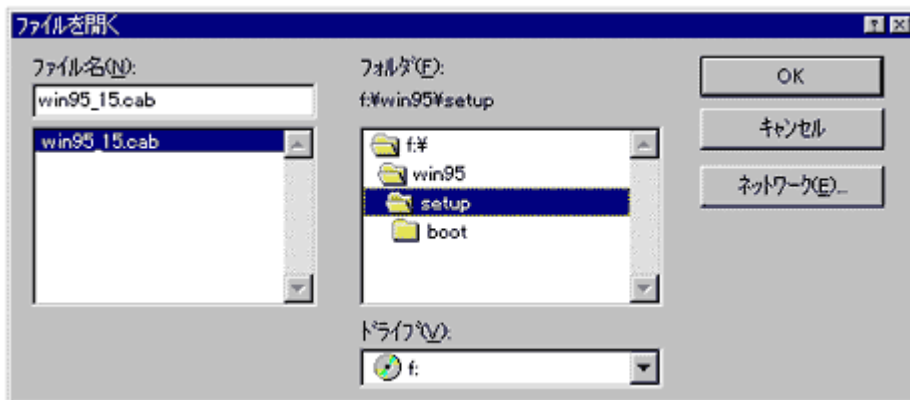 ファイルを開く
ファイル名(N):
win95_15.cab
win95_15.cab
フォルダ(F):
f:¥win95¥setup
f:¥
win95
setup
boot
ドライブ(V):
f:
OK
キャンセル
ネットワーク(E)...